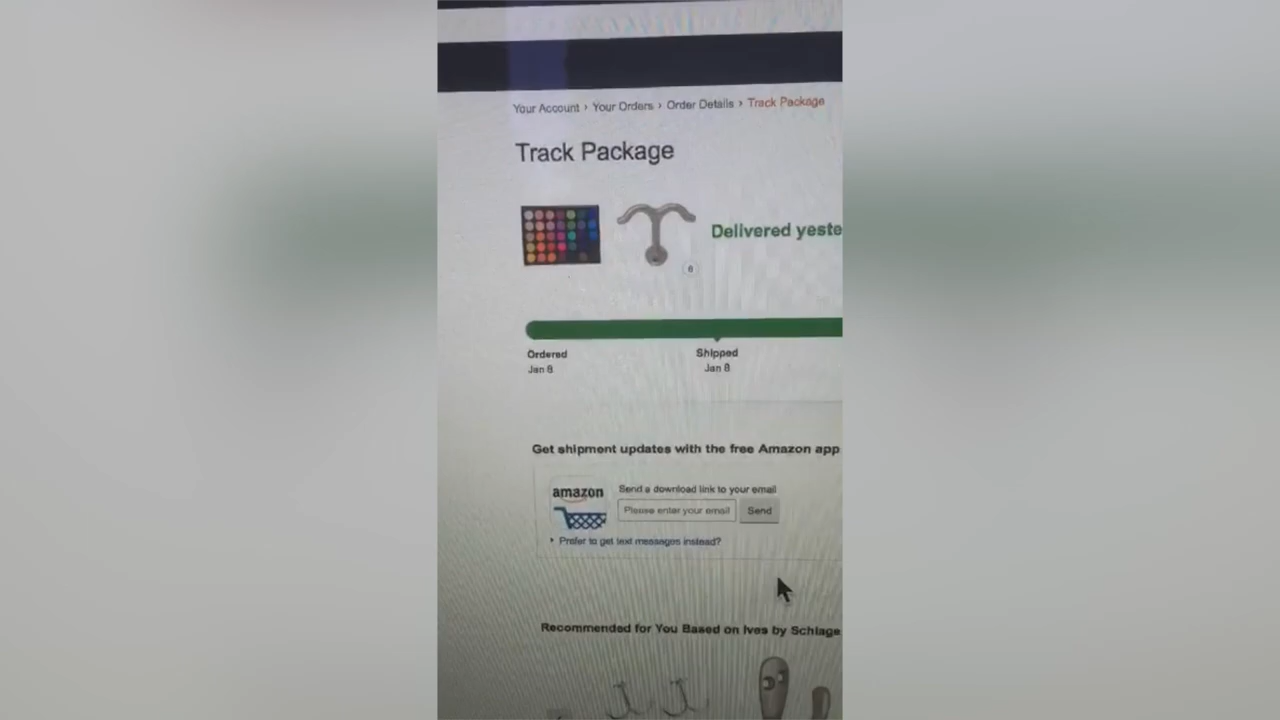 Your Account › Your Orders › Order Details › Track Package
Track Package
Delivered yeste
6
Ordered
Jan 8
Shipped
Jan 8
Get shipment updates with the free Amazon app
amazon
Send a download link to your email
Please enter your email
Send
Prefer to get text messages instead?
Recommended for You Based on Ives by Schlage